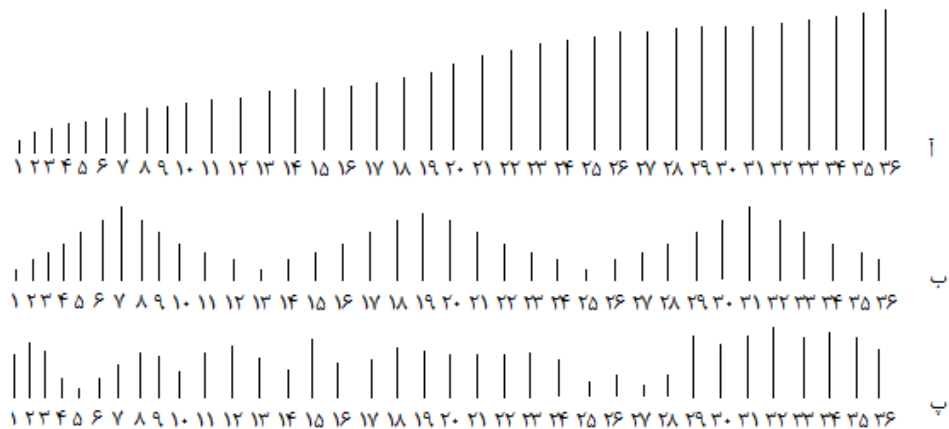 آ
۱ ۲ ۳ ۴ ۵ ۶ ۷ ۸ ۹ ۱۰ ۱۱ ۱۲ ۱۳ ۱۴ ۱۵ ۱۶ ۱۷ ۱۸ ۱۹ ۲۰ ۲۱ ۲۲ ۲۳ ۲۴ ۲۵ ۲۶ ۲۷ ۲۸ ۲۹ ۳۰ ۳۱ ۳۲ ۳۳ ۳۴ ۳۵ ۳۶
ب
۱ ۲ ۳ ۴ ۵ ۶ ۷ ۸ ۹ ۱۰ ۱۱ ۱۲ ۱۳ ۱۴ ۱۵ ۱۶ ۱۷ ۱۸ ۱۹ ۲۰ ۲۱ ۲۲ ۲۳ ۲۴ ۲۵ ۲۶ ۲۷ ۲۸ ۲۹ ۳۰ ۳۱ ۳۲ ۳۳ ۳۴ ۳۵ ۳۶
پ
۱ ۲ ۳ ۴ ۵ ۶ ۷ ۸ ۹ ۱۰ ۱۱ ۱۲ ۱۳ ۱۴ ۱۵ ۱۶ ۱۷ ۱۸ ۱۹ ۲۰ ۲۱ ۲۲ ۲۳ ۲۴ ۲۵ ۲۶ ۲۷ ۲۸ ۲۹ ۳۰ ۳۱ ۳۲ ۳۳ ۳۴ ۳۵ ۳۶